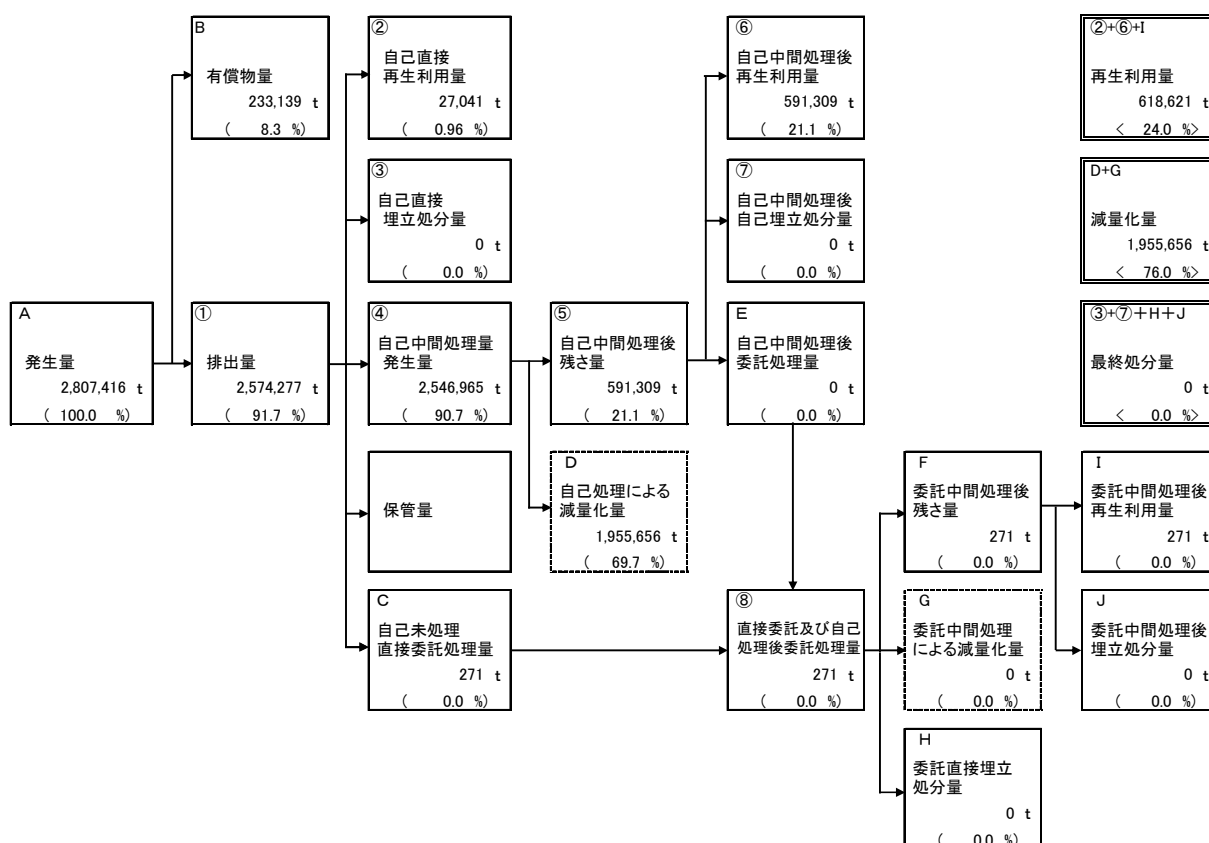 B
有償物量
233,139 t
( 8.3 %)
②
自己直接
再生利用量
27,041 t
( 0.96 %)
⑥
自己中間処理後
再生利用量
591,309 t
( 21.1 %)
②+⑥+I
再生利用量
618,621 t
< 24.0 %>
③
自己直接
埋立処分量
0 t
( 0.0 %)
⑦
自己中間処理後
自己埋立処分量
0 t
( 0.0 %)
D+G
減量化量
1,955,656 t
< 76.0 %>
A
発生量
2,807,416 t
( 100.0 %)
①
排出量
2,574,277 t
( 91.7 %)
④
自己中間処理量
発生量
2,546,965 t
( 90.7 %)
⑤
自己中間処理後
残さ量
591,309 t
( 21.1 %)
E
自己中間処理後
委託処理量
0 t
( 0.0 %)
③+⑦+H+J
最終処分量
0 t
< 0.0 %>
保管量
D
自己処理による
減量化量
1,955,656 t
( 69.7 %)
F
委託中間処理後
残さ量
271 t
( 0.0 %)
I
委託中間処理後
再生利用量
271 t
( 0.0 %)
C
自己未処理
直接委託処理量
271 t
( 0.0 %)
⑧
直接委託及び自己
処理後委託処理量
271 t
( 0.0 %)
G
委託中間処理
による減量化量
0 t
( 0.0 %)
J
委託中間処理後
埋立処分量
0 t
( 0.0 %)
H
委託直接埋立
処分量
0 t
( 0.0 %)